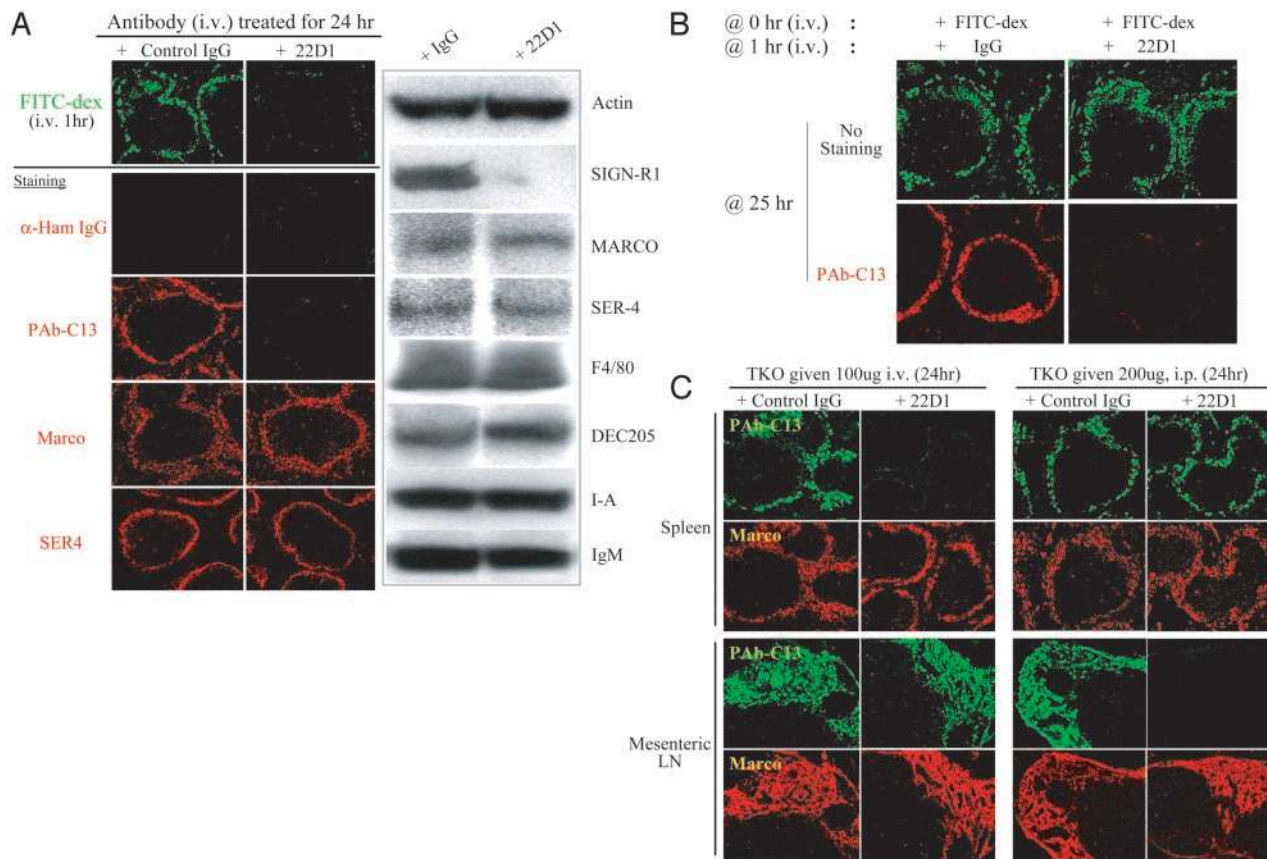 A
Antibody (i.v.) treated for 24 hr
+ Control IgG + 22D1
FITC-dex
(i.v. 1hr)
Staining
α-Ham IgG
PAb-C13
Marco
SER4
+ IgG + 22D1
Actin
SIGN-R1
MARCO
SER-4
F4/80
DEC205
I-A
IgM
B
@ 0 hr (i.v.) : + FITC-dex + FITC-dex
@ 1 hr (i.v.) : + IgG + 22D1
No
Staining
@ 25 hr
PAb-C13
C
TKO given 100ug i.v. (24hr) TKO given 200ug, i.p. (24hr)
+ Control IgG + 22D1 + Control IgG + 22D1
PAb-C13
Spleen
Marco
PAb-C13
Mesenteric
LN
Marco